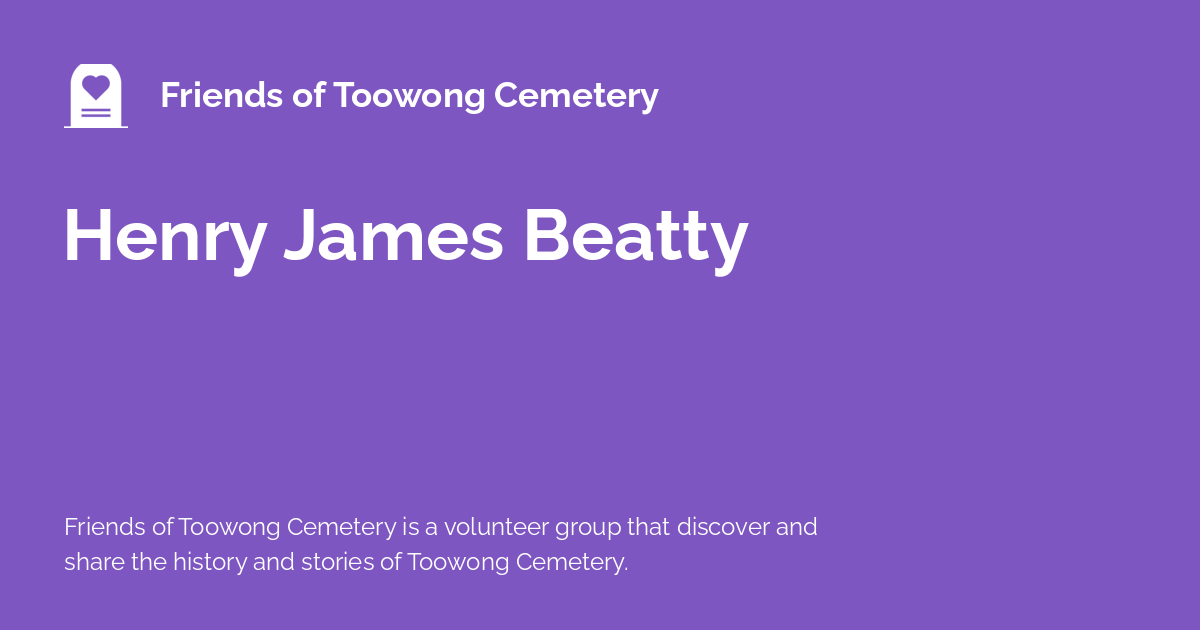 Friends of Toowong Cemetery
Henry James Beatty
Friends of Toowong Cemetery is a volunteer group that discover and
share the history and stories of Toowong Cemetery.